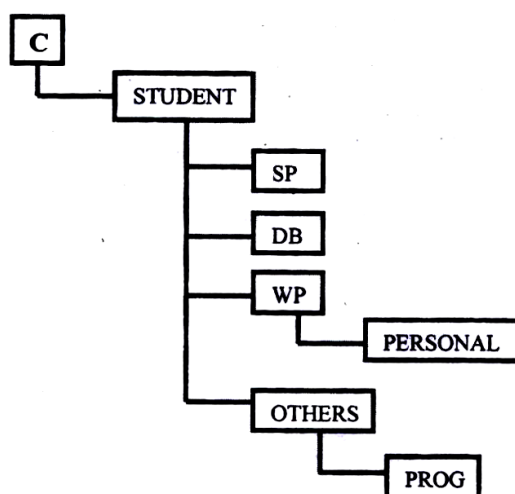 C
STUDENT
SP
DB
WP
PERSONAL
OTHERS
PROG